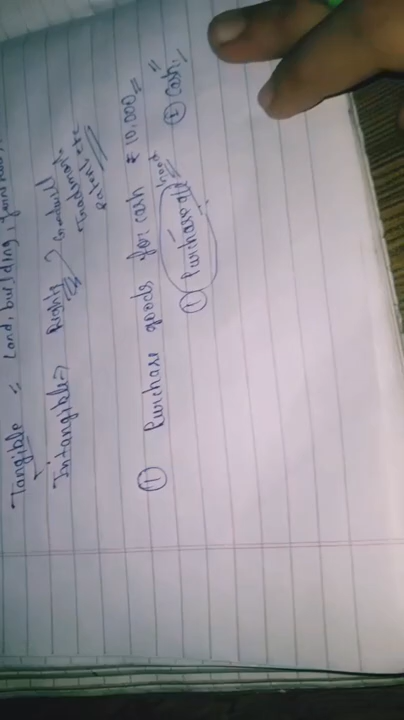 Tangible = Land, building,
Intangible → Rights → Goodwill
Trademark
Patent etc
① Purchase goods for cash ₹ 10,000
① Purchase a/c ② Cash
Good